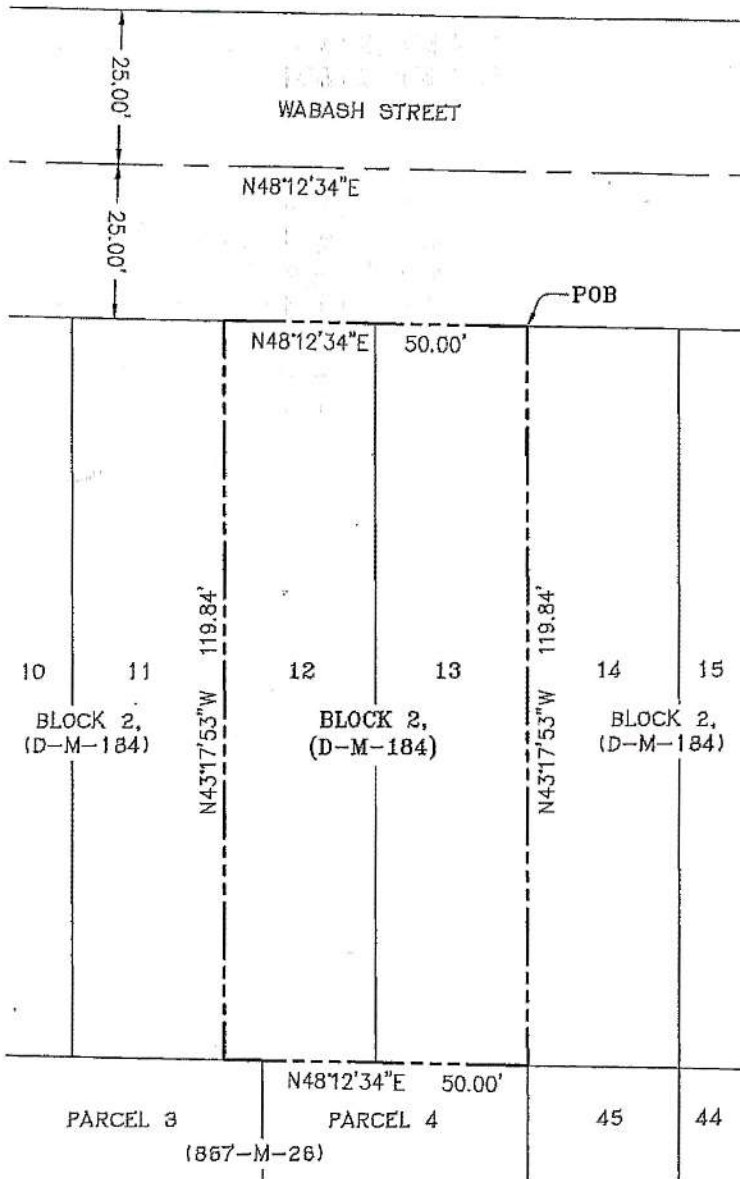 25.00'
WABASH STREET
N48°12'34"E
25.00'
POB
N48°12'34"E 50.00'
N43°17'53"W 119.84'
N43°17'53"W 119.84'
10 11 12 13 14 15
BLOCK 2,
(D-M-184)
BLOCK 2,
(D-M-184)
BLOCK 2,
(D-M-184)
N48°12'34"E 50.00'
PARCEL 3 PARCEL 4 45 44
(867-M-26)